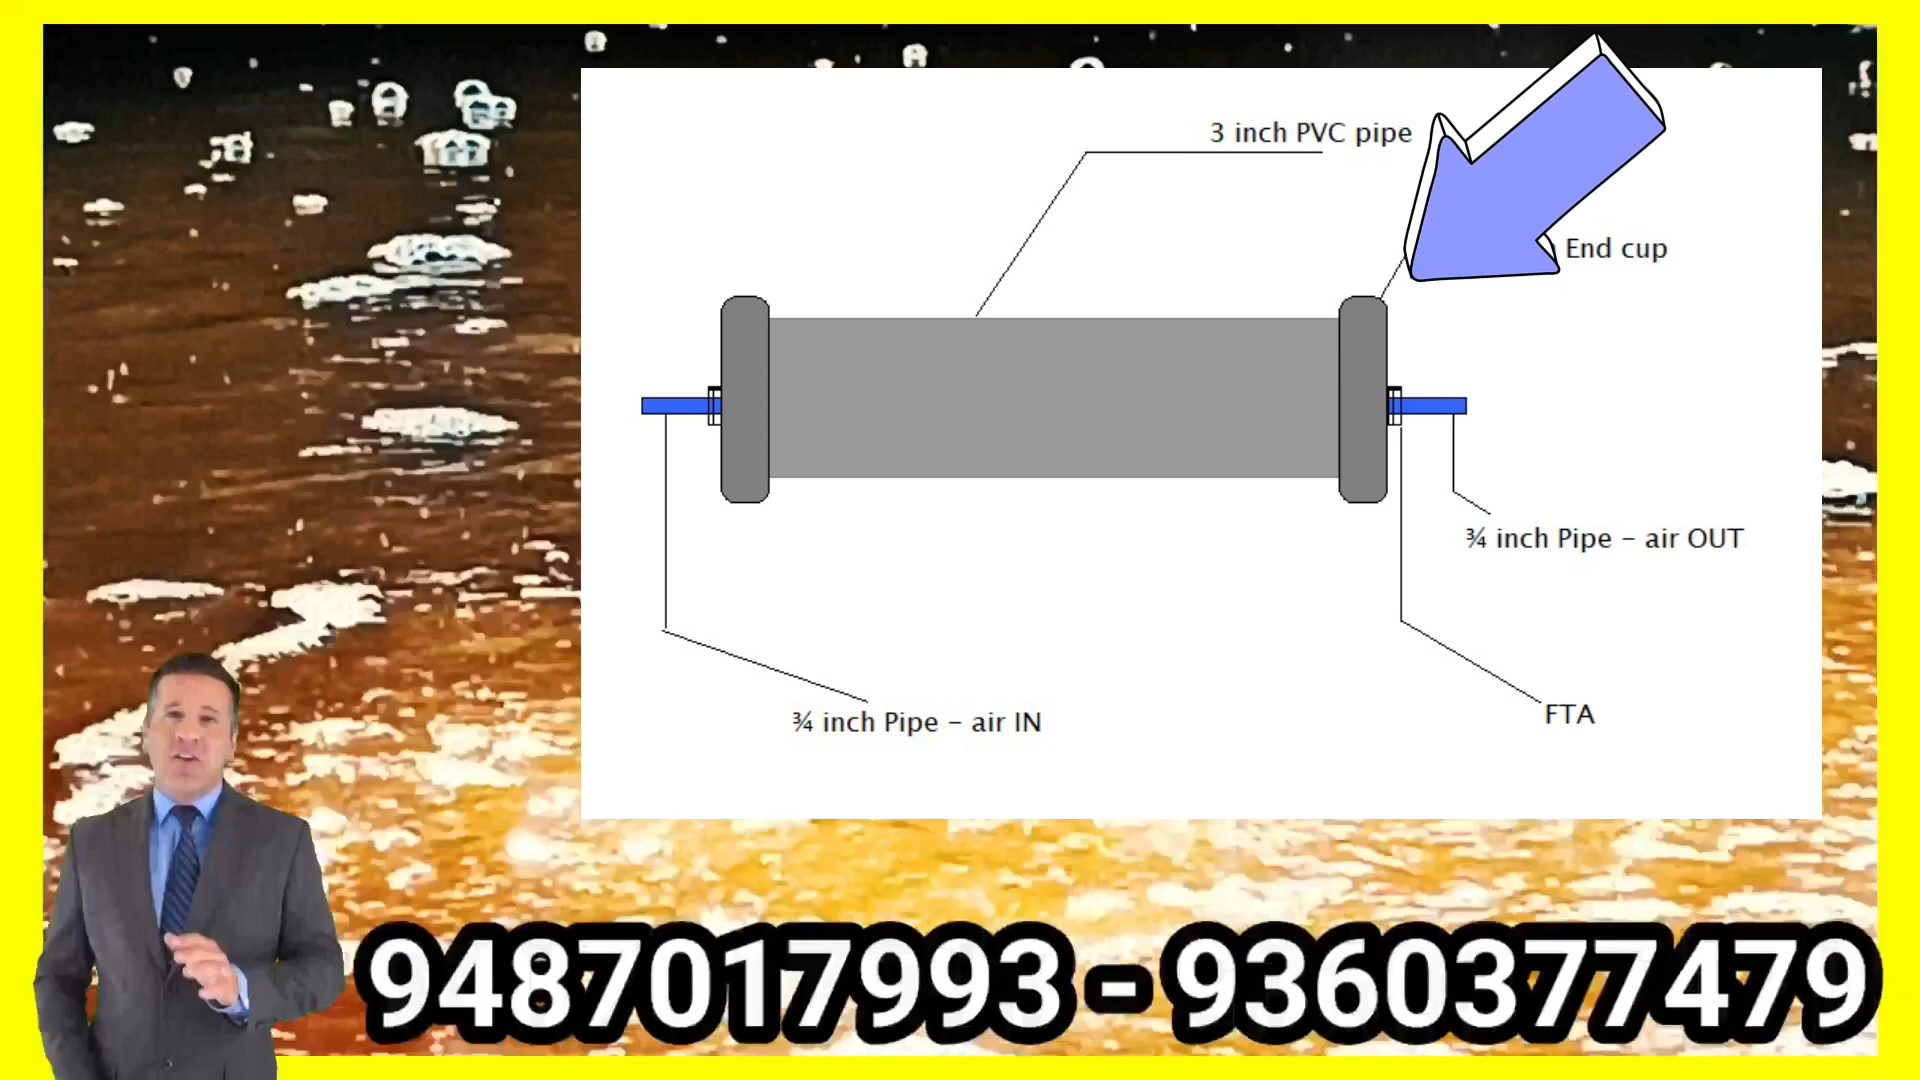 3 inch PVC pipe
End cup
¾ inch Pipe – air OUT
FTA
¾ inch Pipe – air IN
9487017993 - 9360377479